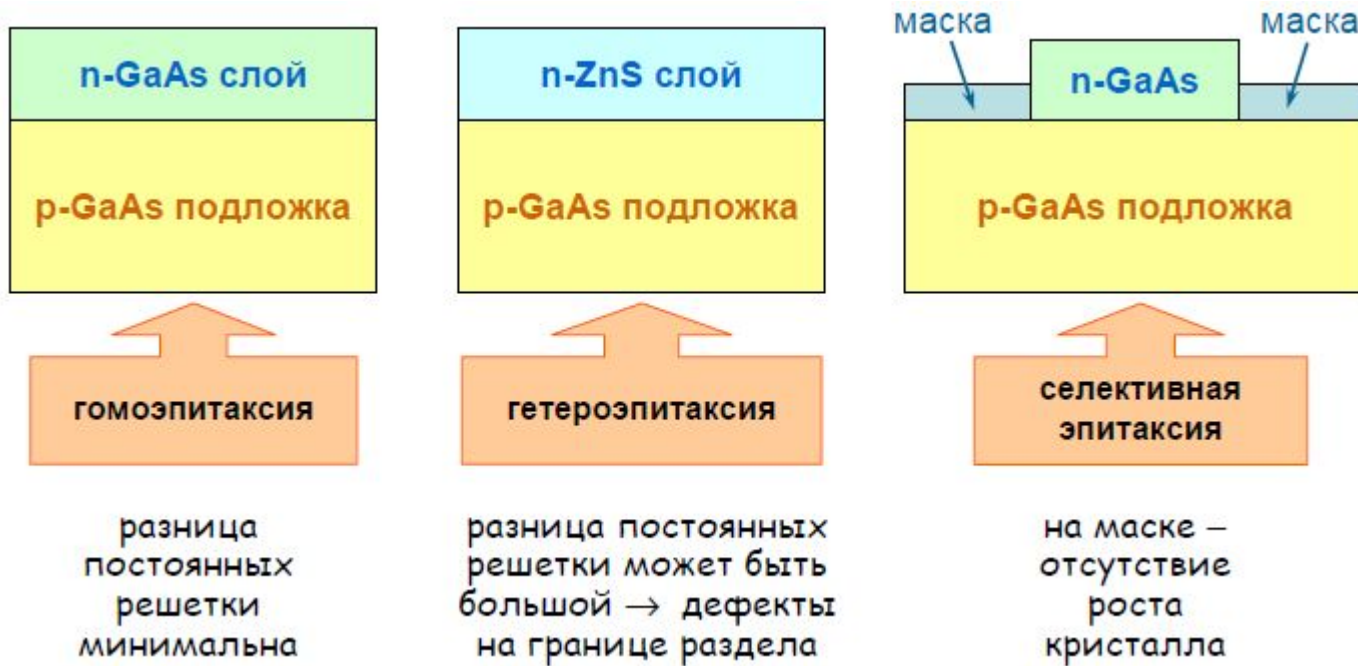 n-GaAs слой
p-GaAs подложка
гомоэпитаксия
разница
постоянных
решетки
минимальна
n-ZnS слой
p-GaAs подложка
гетероэпитаксия
разница постоянных
решетки может быть
большой → дефекты
на границе раздела
маска
маска
n-GaAs
p-GaAs подложка
селективная
эпитаксия
на маске –
отсутствие
роста
кристалла